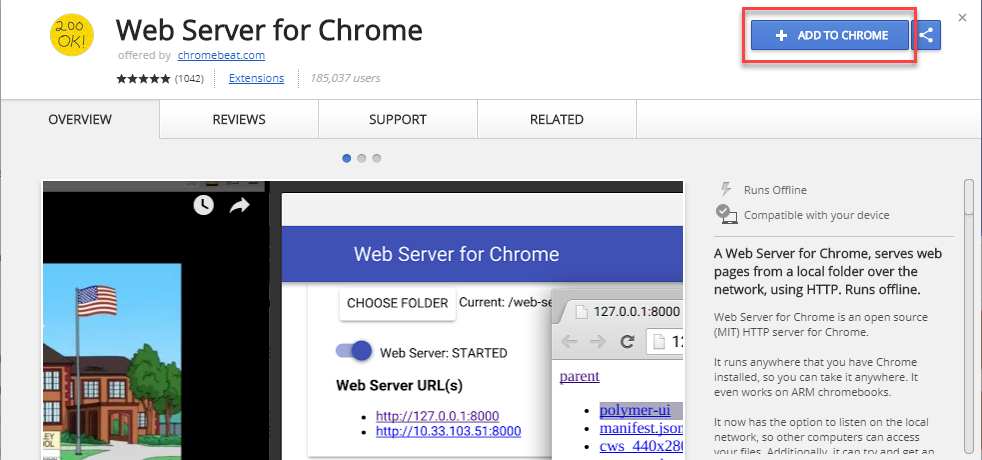 200
OK!
Web Server for Chrome
offered by chromebeat.com
(1042)
Extensions
185,037 users
ADD TO CHROME
OVERVIEW
REVIEWS
SUPPORT
RELATED
Web Server for Chrome
CHOOSE FOLDER Current: /web-se
Web Server: STARTED
Web Server URL(s)
http://127.0.0.1:8000
http://10.33.103.51:8000
127.0.0.1:8000
parent
polymer-ui
manifest.json
cws_440x280
Runs Offline
Compatible with your device
A Web Server for Chrome, serves web
pages from a local folder over the
network, using HTTP. Runs offline.
Web Server for Chrome is an open source
(MIT) HTTP server for Chrome.
It runs anywhere that you have Chrome
installed, so you can take it anywhere. It
even works on ARM chromebooks.
It now has the option to listen on the local
network, so other computers can access
your files. Additionally, it can try and get an